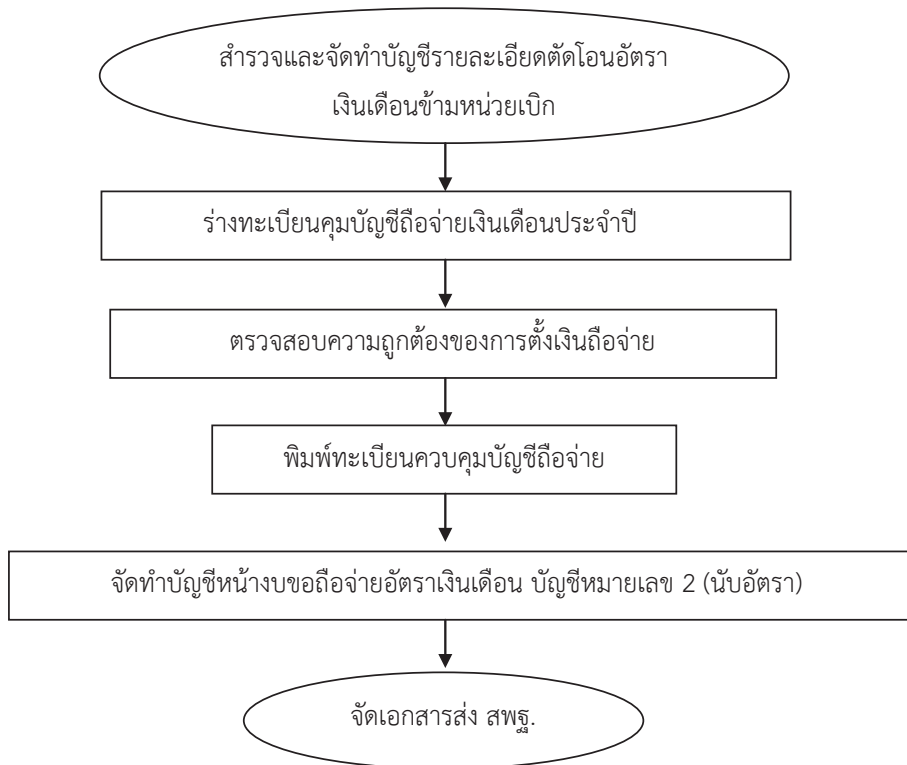 สำรวจและจัดทำบัญชีรายละเอียดตัดโอนอัตรา
เงินเดือนข้ามหน่วยเบิก
ร่างทะเบียนคุมบัญชีถือจ่ายเงินเดือนประจำปี
ตรวจสอบความถูกต้องของการตั้งเงินถือจ่าย
พิมพ์ทะเบียนควบคุมบัญชีถือจ่าย
จัดทำบัญชีหน้างบขอถือจ่ายอัตราเงินเดือน บัญชีหมายเลข 2 (นับอัตรา)
จัดเอกสารส่ง สพฐ.